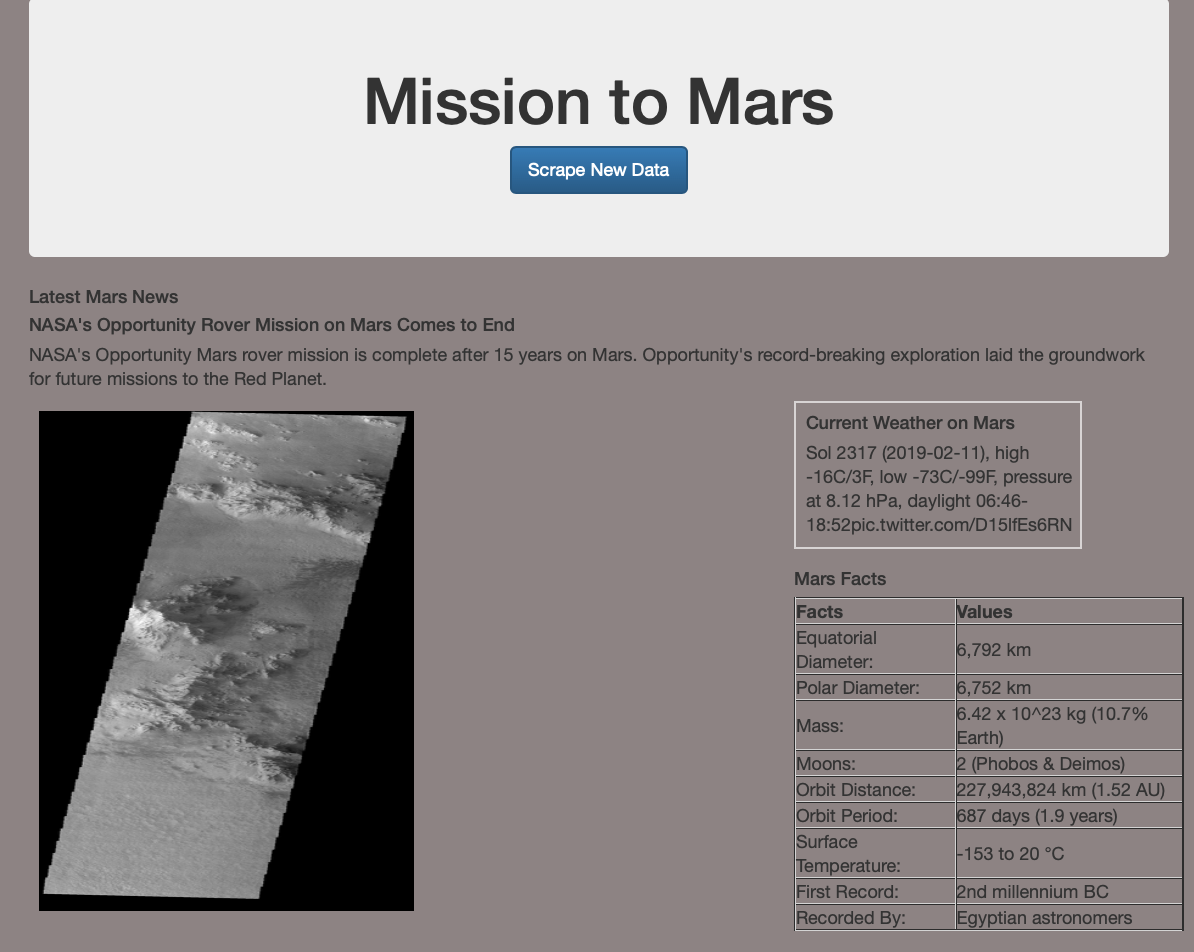 Mission to Mars
Scrape New Data
Latest Mars News
NASA's Opportunity Rover Mission on Mars Comes to End
NASA's Opportunity Mars rover mission is complete after 15 years on Mars. Opportunity's record-breaking exploration laid the groundwork
for future missions to the Red Planet.
Current Weather on Mars
Sol 2317 (2019-02-11), high
-16C/3F, low -73C/-99F, pressure
at 8.12 hPa, daylight 06:46-
18:52pic.twitter.com/D15lfEs6RN
Mars Facts
Facts Values
Equatorial
Diameter: 6,792 km
Polar Diameter: 6,752 km
Mass: 6.42 x 10^23 kg (10.7%
Earth)
Moons: 2 (Phobos & Deimos)
Orbit Distance: 227,943,824 km (1.52 AU)
Orbit Period: 687 days (1.9 years)
Surface
Temperature: -153 to 20 °C
First Record: 2nd millennium BC
Recorded By: Egyptian astronomers